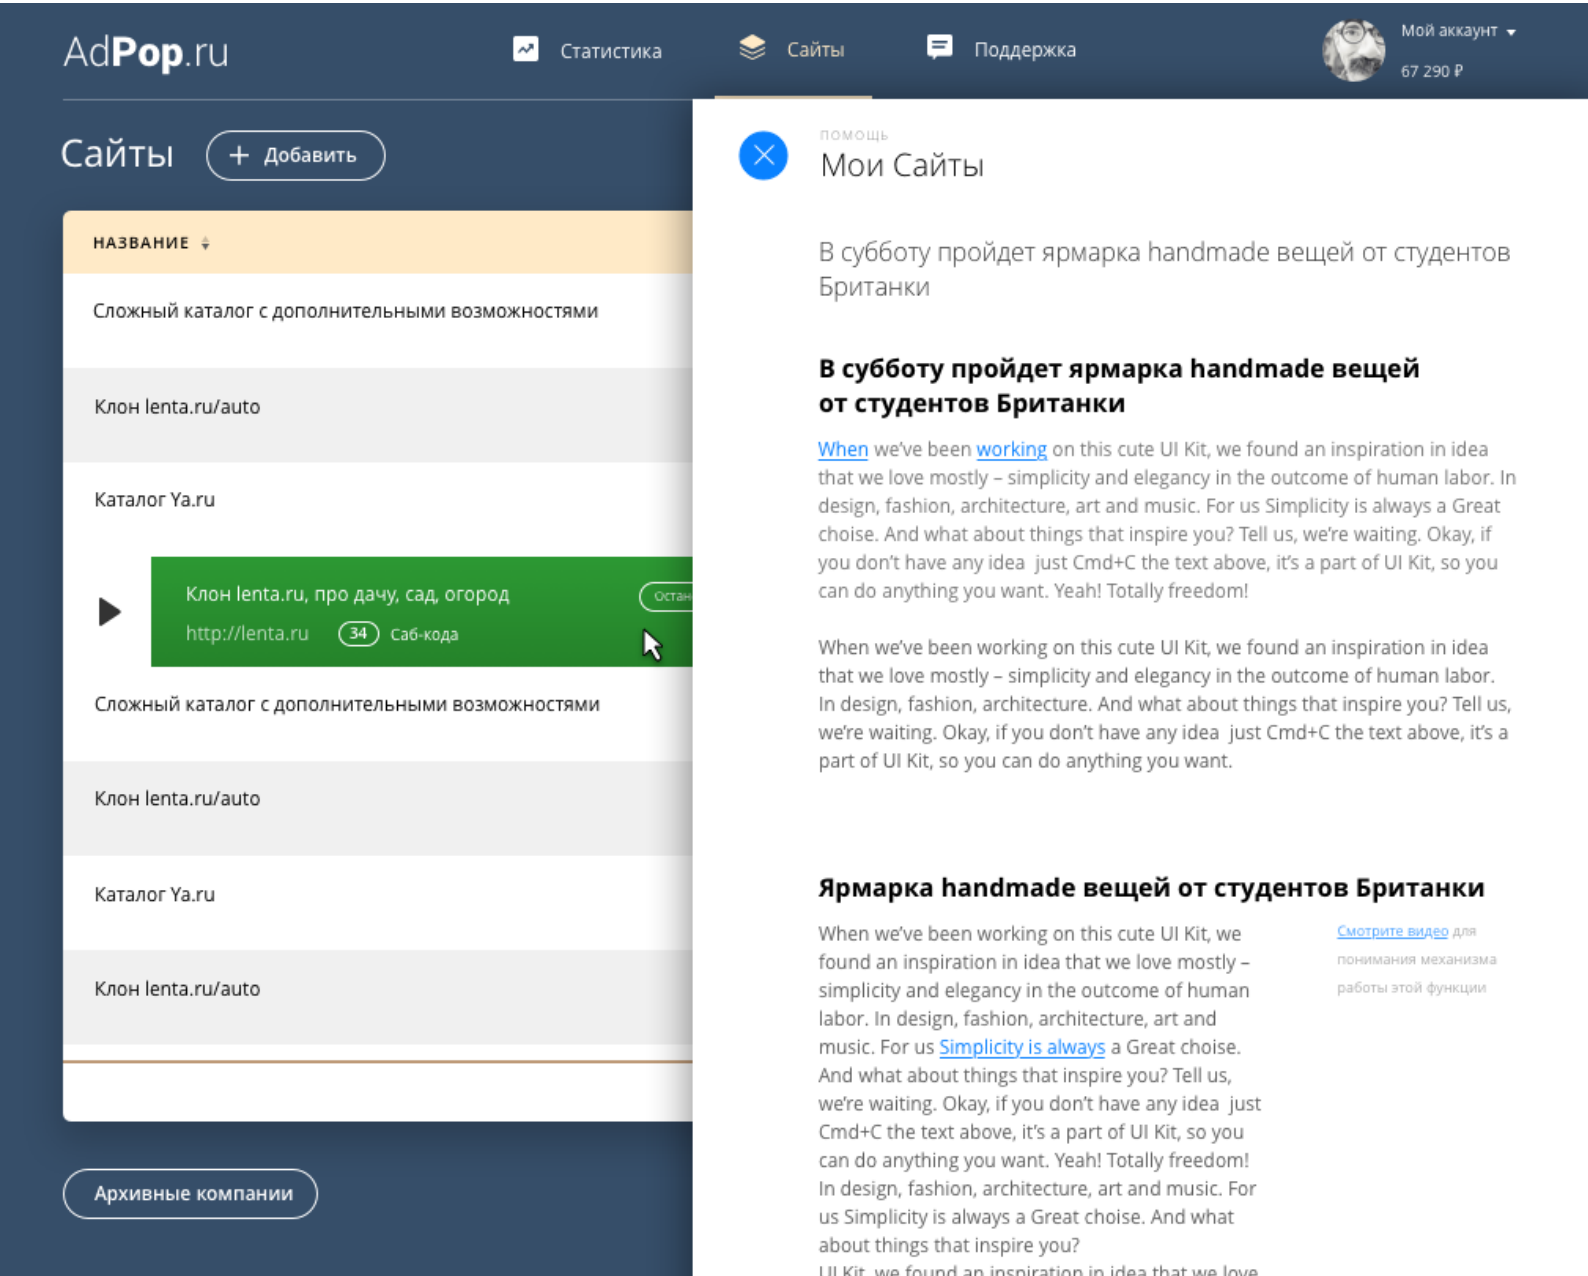 AdPop.ru
Статистика
Сайты
Поддержка
Мой аккаунт
67 290 ₽
Сайты
+ Добавить
НАЗВАНИЕ
Сложный каталог с дополнительными возможностями
Клон lenta.ru/auto
Каталог Ya.ru
Клон lenta.ru, про дачу, сад, огород
http://lenta.ru 34 Саб-кода
Сложный каталог с дополнительными возможностями
Клон lenta.ru/auto
Каталог Ya.ru
Клон lenta.ru/auto
Архивные компании
ПОМОЩЬ
Мои Сайты
В субботу пройдет ярмарка handmade вещей от студентов
Британки
В субботу пройдет ярмарка handmade вещей
от студентов Британки
When we’ve been working on this cute UI Kit, we found an inspiration in idea
that we love mostly – simplicity and elegancy in the outcome of human labor. In
design, fashion, architecture, art and music. For us Simplicity is always a Great
choise. And what about things that inspire you? Tell us, we’re waiting. Okay, if
you don’t have any idea just Cmd+C the text above, it’s a part of UI Kit, so you
can do anything you want. Yeah! Totally freedom!
When we’ve been working on this cute UI Kit, we found an inspiration in idea
that we love mostly – simplicity and elegancy in the outcome of human labor.
In design, fashion, architecture. And what about things that inspire you? Tell us,
we’re waiting. Okay, if you don’t have any idea just Cmd+C the text above, it’s a
part of UI Kit, so you can do anything you want.
Ярмарка handmade вещей от студентов Британки
When we’ve been working on this cute UI Kit, we
found an inspiration in idea that we love mostly –
simplicity and elegancy in the outcome of human
labor. In design, fashion, architecture, art and
music. For us Simplicity is always a Great choise.
And what about things that inspire you? Tell us,
we’re waiting. Okay, if you don’t have any idea just
Cmd+C the text above, it’s a part of UI Kit, so you
can do anything you want. Yeah! Totally freedom!
In design, fashion, architecture, art and music. For
us Simplicity is always a Great choise. And what
about things that inspire you?
UI Kit, we found an inspiration in idea that we love
Смотрите видео для
понимания механизма
работы этой функции